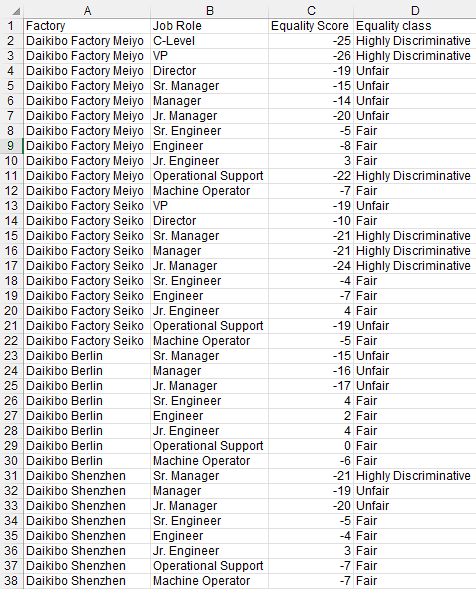 A B C D
1 Factory Job Role Equality Score Equality class
2 Daikibo Factory Meiyo C-Level -25 Highly Discriminative
3 Daikibo Factory Meiyo VP -26 Highly Discriminative
4 Daikibo Factory Meiyo Director -19 Unfair
5 Daikibo Factory Meiyo Sr. Manager -15 Unfair
6 Daikibo Factory Meiyo Manager -14 Unfair
7 Daikibo Factory Meiyo Jr. Manager -20 Unfair
8 Daikibo Factory Meiyo Sr. Engineer -5 Fair
9 Daikibo Factory Meiyo Engineer -8 Fair
10 Daikibo Factory Meiyo Jr. Engineer 3 Fair
11 Daikibo Factory Meiyo Operational Support -22 Highly Discriminative
12 Daikibo Factory Meiyo Machine Operator -7 Fair
13 Daikibo Factory Seiko VP -19 Unfair
14 Daikibo Factory Seiko Director -10 Fair
15 Daikibo Factory Seiko Sr. Manager -21 Highly Discriminative
16 Daikibo Factory Seiko Manager -21 Highly Discriminative
17 Daikibo Factory Seiko Jr. Manager -24 Highly Discriminative
18 Daikibo Factory Seiko Sr. Engineer -4 Fair
19 Daikibo Factory Seiko Engineer -7 Fair
20 Daikibo Factory Seiko Jr. Engineer 4 Fair
21 Daikibo Factory Seiko Operational Support -19 Unfair
22 Daikibo Factory Seiko Machine Operator -5 Fair
23 Daikibo Berlin Sr. Manager -15 Unfair
24 Daikibo Berlin Manager -16 Unfair
25 Daikibo Berlin Jr. Manager -17 Unfair
26 Daikibo Berlin Sr. Engineer 4 Fair
27 Daikibo Berlin Engineer 2 Fair
28 Daikibo Berlin Jr. Engineer 4 Fair
29 Daikibo Berlin Operational Support 0 Fair
30 Daikibo Berlin Machine Operator -6 Fair
31 Daikibo Shenzhen Sr. Manager -21 Highly Discriminative
32 Daikibo Shenzhen Manager -19 Unfair
33 Daikibo Shenzhen Jr. Manager -20 Unfair
34 Daikibo Shenzhen Sr. Engineer -5 Fair
35 Daikibo Shenzhen Engineer -4 Fair
36 Daikibo Shenzhen Jr. Engineer 3 Fair
37 Daikibo Shenzhen Operational Support -7 Fair
38 Daikibo Shenzhen Machine Operator -7 Fair